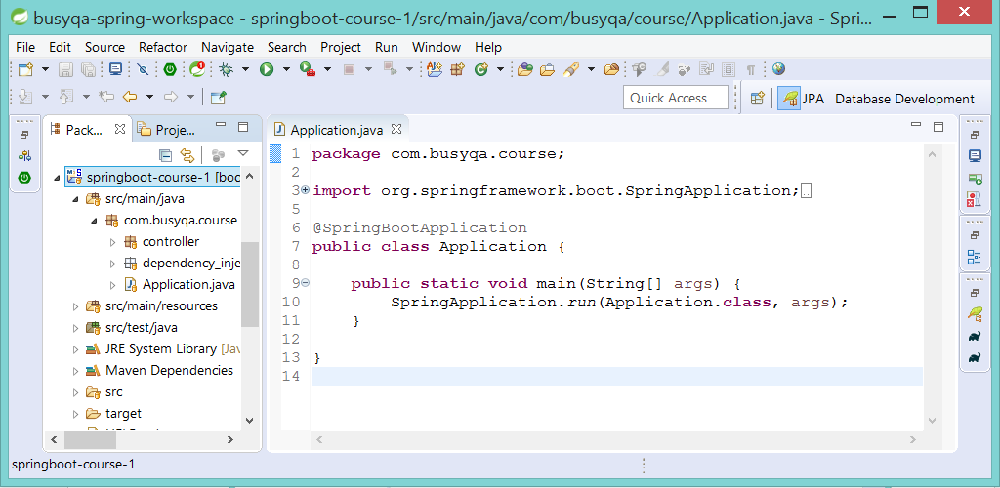 busyqa-spring-workspace - springboot-course-1/src/main/java/com/busyqa/course/Application.java - Spri...
File Edit Source Refactor Navigate Search Project Run Window Help
Quick Access
JPA Database Development
Pack...
Proje...
springboot-course-1 [boo
src/main/java
com.busyqa.course
controller
dependency_inje
Application.java
src/main/resources
src/test/java
JRE System Library [Jav
Maven Dependencies
src
target
Application.java
1 package com.busyqa.course;
2
3 import org.springframework.boot.SpringApplication;
5
6 @SpringBootApplication
7 public class Application {
8
9 public static void main(String[] args) {
10 SpringApplication.run(Application.class, args);
11 }
12
13 }
14
springboot-course-1